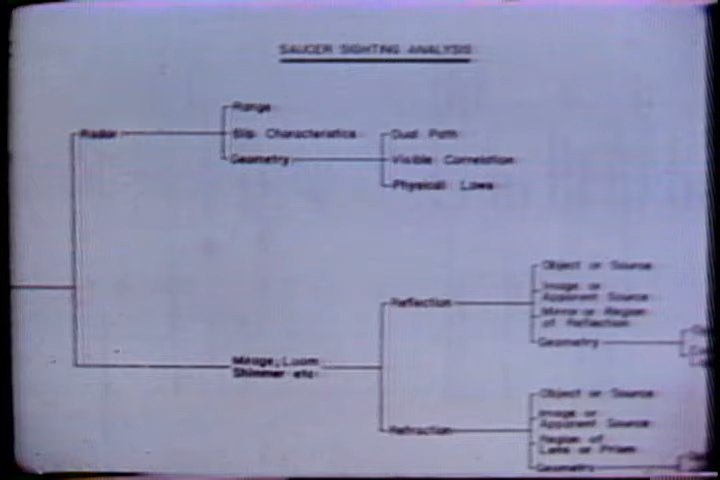 SAUCER SIGHTING ANALYSIS
Range
Radar
Blip Characteristics
Geometry
Dual Path
Visible Correlation
Physical Laws
Object or Source
Image or
Apparent Source
Reflection
Mirror or Region
of Reflection
Geometry
Mirage, Loom
Shimmer etc
Object or Source
Image or
Apparent Source
Refraction
Region of
Lens or Prism
Geometry